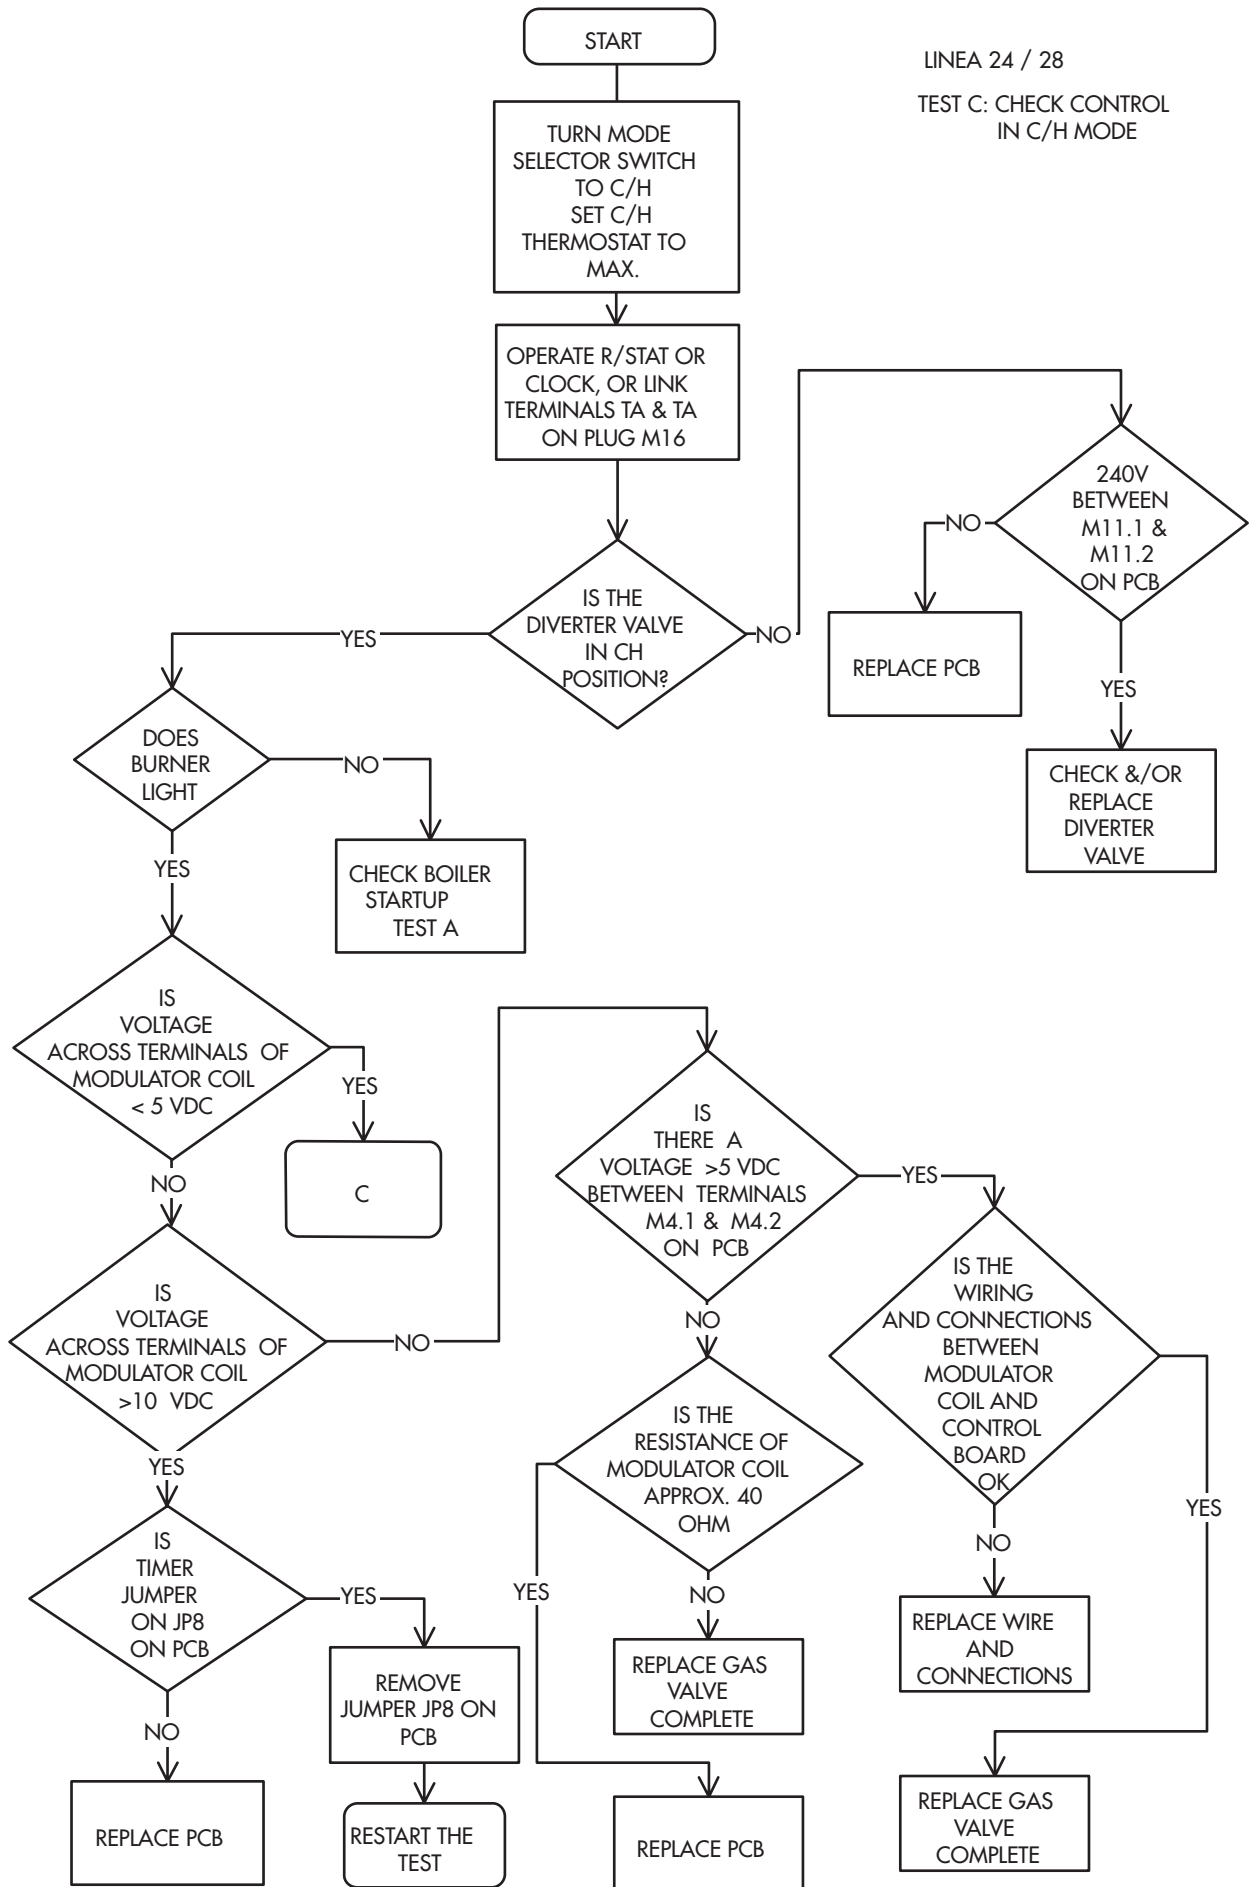 START
LINEA 24 / 28
TEST C: CHECK CONTROL
IN C/H MODE
TURN MODE
SELECTOR SWITCH
TO C/H
SET C/H
THERMOSTAT TO
MAX.
OPERATE R/STAT OR
CLOCK, OR LINK
TERMINALS TA & TA
ON PLUG M16
240V
BETWEEN
M11.1 &
M11.2
ON PCB
NO
IS THE
DIVERTER VALVE
IN CH
POSITION?
YES
NO
REPLACE PCB
YES
DOES
BURNER
LIGHT
NO
CHECK &/OR
REPLACE
DIVERTER
VALVE
YES
CHECK BOILER
STARTUP
TEST A
IS
VOLTAGE
ACROSS TERMINALS OF
MODULATOR COIL
< 5 VDC
YES
C
NO
IS
THERE A
VOLTAGE >5 VDC
BETWEEN TERMINALS
M4.1 & M4.2
ON PCB
YES
NO
IS
VOLTAGE
ACROSS TERMINALS OF
MODULATOR COIL
>10 VDC
NO
YES
IS THE
WIRING
AND CONNECTIONS
BETWEEN
MODULATOR
COIL AND
CONTROL
BOARD
OK
YES
NO
IS THE
RESISTANCE OF
MODULATOR COIL
APPROX. 40
OHM
YES
NO
IS
TIMER
JUMPER
ON JP8
ON PCB
YES
NO
REMOVE
JUMPER JP8 ON
PCB
REPLACE GAS
VALVE
COMPLETE
REPLACE WIRE
AND
CONNECTIONS
REPLACE PCB
RESTART THE
TEST
REPLACE PCB
REPLACE GAS
VALVE
COMPLETE